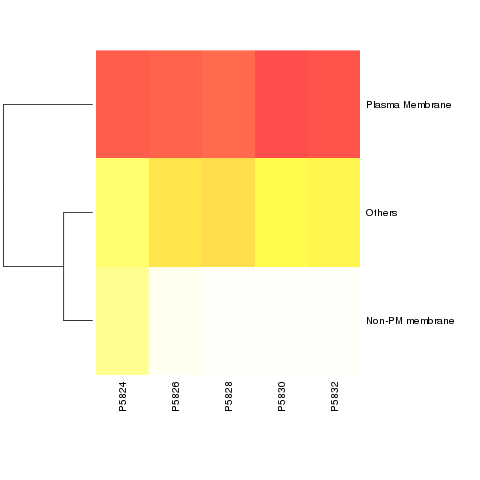 Plasma Membrane
Others
Non-PM membrane
P5824
P5826
P5828
P5830
P5832